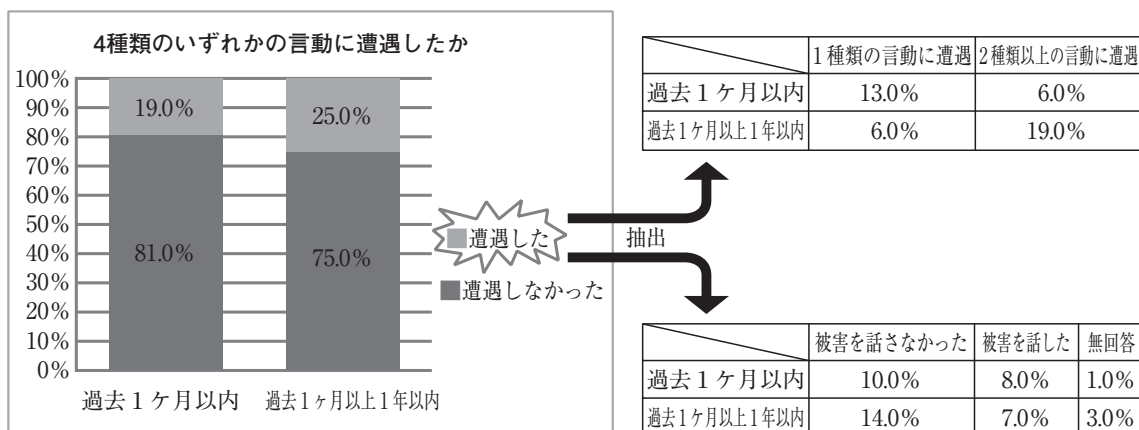 4種類のいずれかの言動に遭遇したか
100%
90%
80%
70%
60%
50%
40%
30%
20%
10%
0%
19.0%
25.0%
81.0%
75.0%
過去1ケ月以内 過去1ヶ月以上1年以内
遭遇した
遭遇しなかった
抽出
1種類の言動に遭遇 2種類以上の言動に遭遇
過去1ケ月以内 13.0% 6.0%
過去1ケ月以上1年以内 6.0% 19.0%
被害を話さなかった 被害を話した 無回答
過去1ケ月以内 10.0% 8.0% 1.0%
過去1ケ月以上1年以内 14.0% 7.0% 3.0%